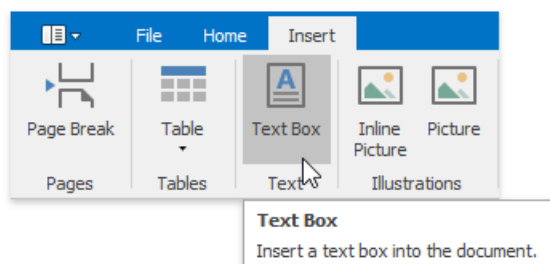 File Home Insert
Page Break Table Text Box Inline Picture Picture
Pages Tables Text Illustrations
Text Box
Insert a text box into the document.